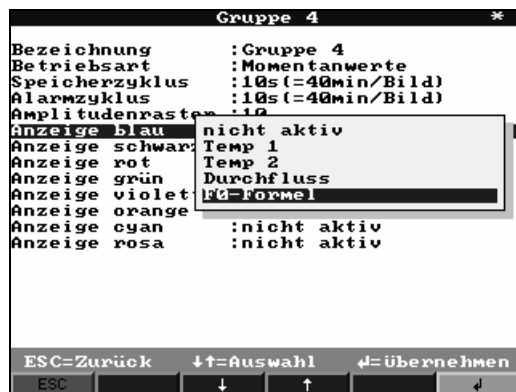 Gruppe 4 *
Bezeichnung :Gruppe 4
Betriebsart :Momentanwerte
Speicherzyklus :10s(=40min/Bild)
Alarmzyklus :10s(=40min/Bild)
Amplitudenraster :10
Anzeige blau nicht aktiv
Anzeige schwarz Temp 1
Anzeige rot Temp 2
Anzeige grün Durchfluss
Anzeige violett F0-Formel
Anzeige orange
Anzeige cyan :nicht aktiv
Anzeige rosa :nicht aktiv
ESC=Zurück ↓↑=Auswahl ↲=übernehmen
ESC ↓ ↑ ↲